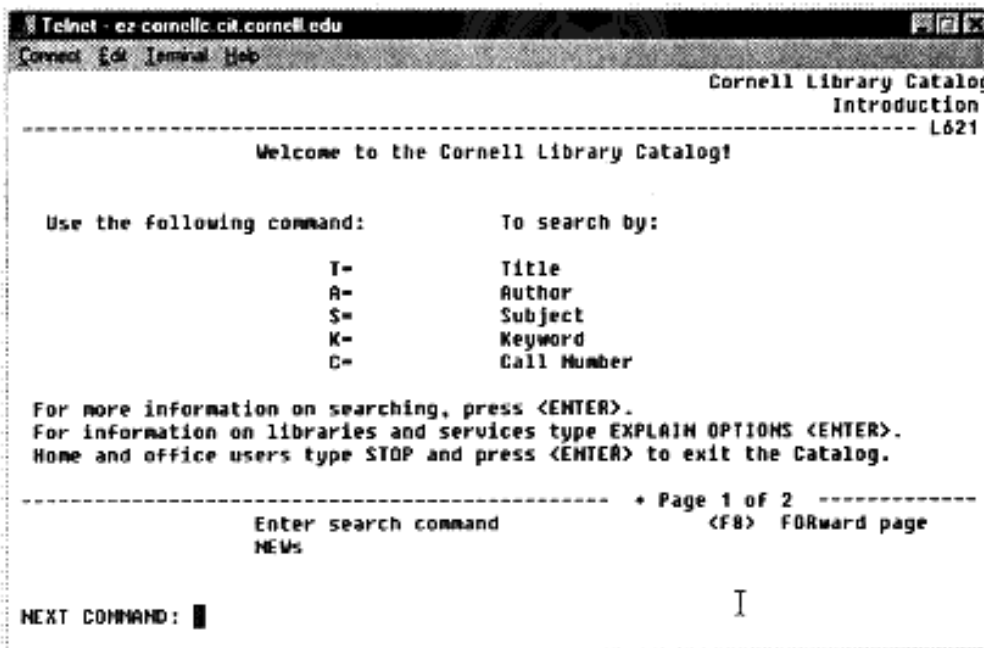 Telnet - ez-cornellc.cit.cornell.edu
Connect Edit Terminal Help
Cornell Library Catalog
Introduction
---------------------------------------------------------------------- L621
Welcome to the Cornell Library Catalog!
Use the following command: To search by:
T= Title
A= Author
S= Subject
K= Keyword
C= Call Number
For more information on searching, press <ENTER>.
For information on libraries and services type EXPLAIN OPTIONS <ENTER>.
Home and office users type STOP and press <ENTER> to exit the Catalog.
---------------------------------------------- + Page 1 of 2 -------------
Enter search command <F8> FORward page
NEWs
NEXT COMMAND: